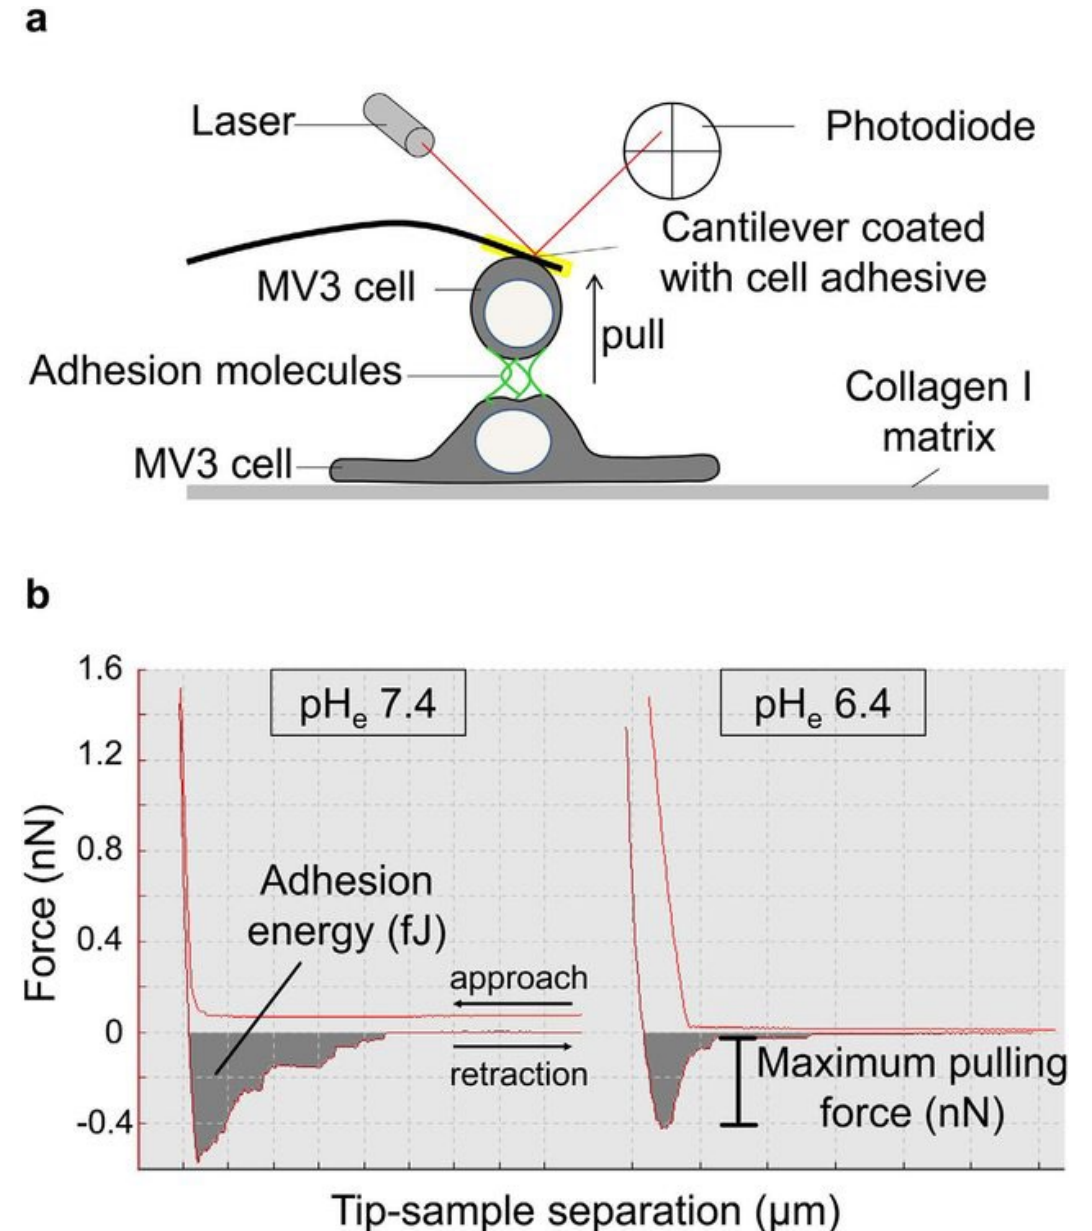 a
Laser
Photodiode
Cantilever coated
with cell adhesive
MV3 cell
pull
Adhesion molecules
Collagen I
matrix
MV3 cell
b
1.6
1.2
0.8
0.4
0
-0.4
Force (nN)
pHe 7.4
pHe 6.4
Adhesion
energy (fJ)
approach
retraction
Maximum pulling
force (nN)
Tip-sample separation (µm)